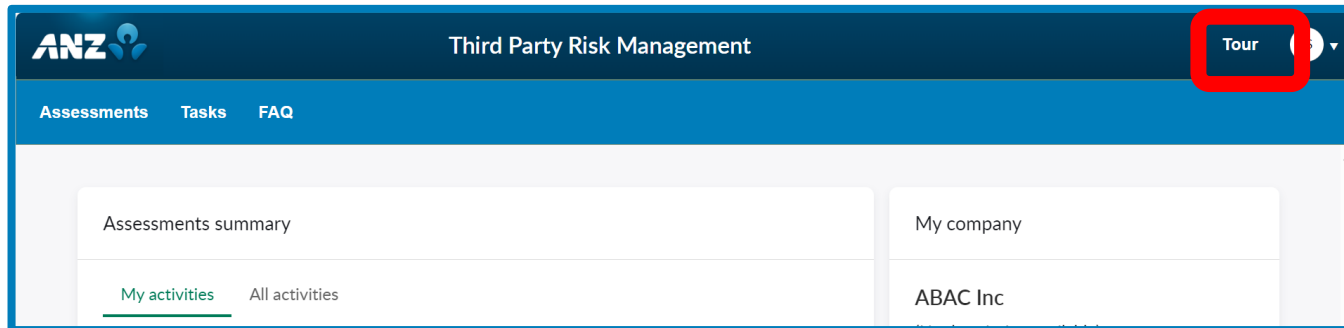 ANZ
Third Party Risk Management
Tour
Assessments Tasks FAQ
Assessments summary
My activities All activities
My company
ABAC Inc